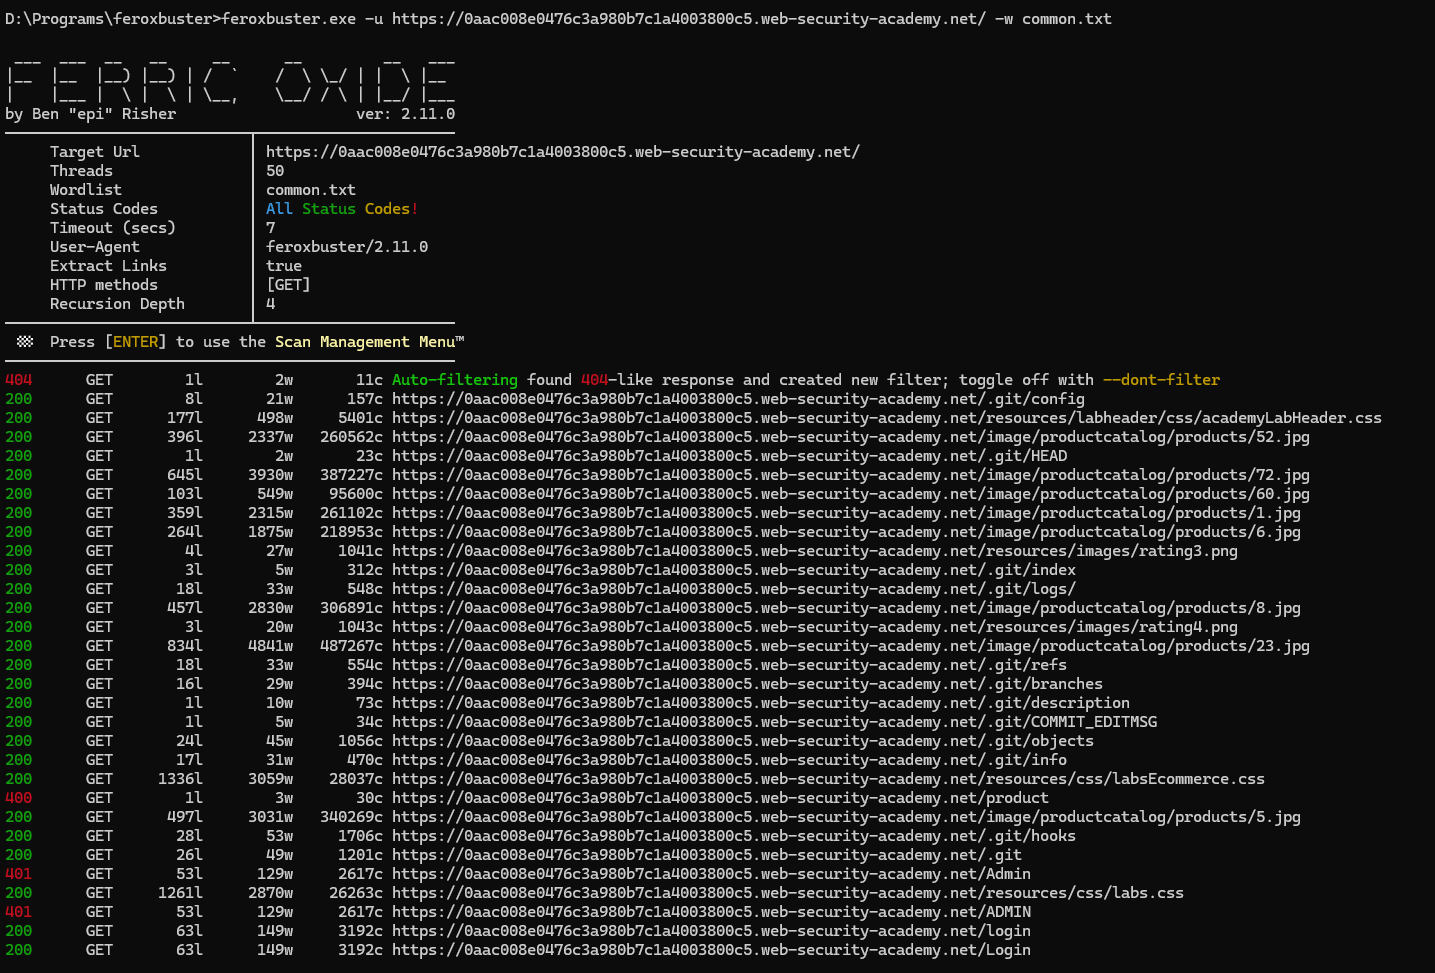 D:\Programs\feroxbuster>feroxbuster.exe -u https://0aac008e0476c3a980b7c1a4003800c5.web-security-academy.net/ -w common.txt
FERRIC OXIDE
by Ben "epi" Risher ver: 2.11.0
Target Url https://0aac008e0476c3a980b7c1a4003800c5.web-security-academy.net/
Threads 50
Wordlist common.txt
Status Codes All Status Codes!
Timeout (secs) 7
User-Agent feroxbuster/2.11.0
Extract Links true
HTTP methods [GET]
Recursion Depth 4
Press [ENTER] to use the Scan Management Menu™
404 GET 1l 2w 11c Auto-filtering found 404-like response and created new filter; toggle off with --dont-filter
200 GET 8l 21w 157c https://0aac008e0476c3a980b7c1a4003800c5.web-security-academy.net/.git/config
200 GET 177l 498w 5401c https://0aac008e0476c3a980b7c1a4003800c5.web-security-academy.net/resources/labheader/css/academyLabHeader.css
200 GET 396l 2337w 260562c https://0aac008e0476c3a980b7c1a4003800c5.web-security-academy.net/image/productcatalog/products/52.jpg
200 GET 1l 2w 23c https://0aac008e0476c3a980b7c1a4003800c5.web-security-academy.net/.git/HEAD
200 GET 645l 3930w 387227c https://0aac008e0476c3a980b7c1a4003800c5.web-security-academy.net/image/productcatalog/products/72.jpg
200 GET 103l 549w 95600c https://0aac008e0476c3a980b7c1a4003800c5.web-security-academy.net/image/productcatalog/products/60.jpg
200 GET 359l 2315w 261102c https://0aac008e0476c3a980b7c1a4003800c5.web-security-academy.net/image/productcatalog/products/1.jpg
200 GET 264l 1875w 218953c https://0aac008e0476c3a980b7c1a4003800c5.web-security-academy.net/image/productcatalog/products/6.jpg
200 GET 4l 27w 1041c https://0aac008e0476c3a980b7c1a4003800c5.web-security-academy.net/resources/images/rating3.png
200 GET 3l 5w 312c https://0aac008e0476c3a980b7c1a4003800c5.web-security-academy.net/.git/index
200 GET 18l 33w 548c https://0aac008e0476c3a980b7c1a4003800c5.web-security-academy.net/.git/logs/
200 GET 457l 2830w 306891c https://0aac008e0476c3a980b7c1a4003800c5.web-security-academy.net/image/productcatalog/products/8.jpg
200 GET 3l 20w 1043c https://0aac008e0476c3a980b7c1a4003800c5.web-security-academy.net/resources/images/rating4.png
200 GET 834l 4841w 487267c https://0aac008e0476c3a980b7c1a4003800c5.web-security-academy.net/image/productcatalog/products/23.jpg
200 GET 18l 33w 554c https://0aac008e0476c3a980b7c1a4003800c5.web-security-academy.net/.git/refs
200 GET 16l 29w 394c https://0aac008e0476c3a980b7c1a4003800c5.web-security-academy.net/.git/branches
200 GET 1l 10w 73c https://0aac008e0476c3a980b7c1a4003800c5.web-security-academy.net/.git/description
200 GET 1l 5w 34c https://0aac008e0476c3a980b7c1a4003800c5.web-security-academy.net/.git/COMMIT_EDITMSG
200 GET 24l 45w 1056c https://0aac008e0476c3a980b7c1a4003800c5.web-security-academy.net/.git/objects
200 GET 17l 31w 470c https://0aac008e0476c3a980b7c1a4003800c5.web-security-academy.net/.git/info
200 GET 1336l 3059w 28037c https://0aac008e0476c3a980b7c1a4003800c5.web-security-academy.net/resources/css/labsEcommerce.css
400 GET 1l 3w 30c https://0aac008e0476c3a980b7c1a4003800c5.web-security-academy.net/product
200 GET 497l 3031w 340269c https://0aac008e0476c3a980b7c1a4003800c5.web-security-academy.net/image/productcatalog/products/5.jpg
200 GET 28l 53w 1706c https://0aac008e0476c3a980b7c1a4003800c5.web-security-academy.net/.git/hooks
200 GET 26l 49w 1201c https://0aac008e0476c3a980b7c1a4003800c5.web-security-academy.net/.git
401 GET 53l 129w 2617c https://0aac008e0476c3a980b7c1a4003800c5.web-security-academy.net/Admin
200 GET 1261l 2870w 26263c https://0aac008e0476c3a980b7c1a4003800c5.web-security-academy.net/resources/css/labs.css
401 GET 53l 129w 2617c https://0aac008e0476c3a980b7c1a4003800c5.web-security-academy.net/ADMIN
200 GET 63l 149w 3192c https://0aac008e0476c3a980b7c1a4003800c5.web-security-academy.net/login
200 GET 63l 149w 3192c https://0aac008e0476c3a980b7c1a4003800c5.web-security-academy.net/Login